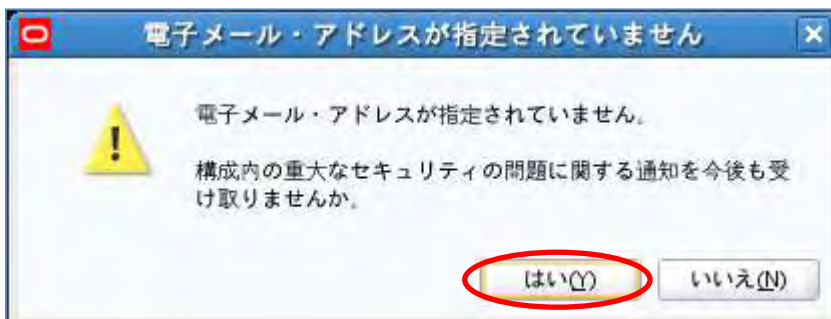 電子メール・アドレスが指定されていません
電子メール・アドレスが指定されていません。
構成内の重大なセキュリティの問題に関する通知を今後も受
け取りませんか。
はい(Y) いいえ(N)